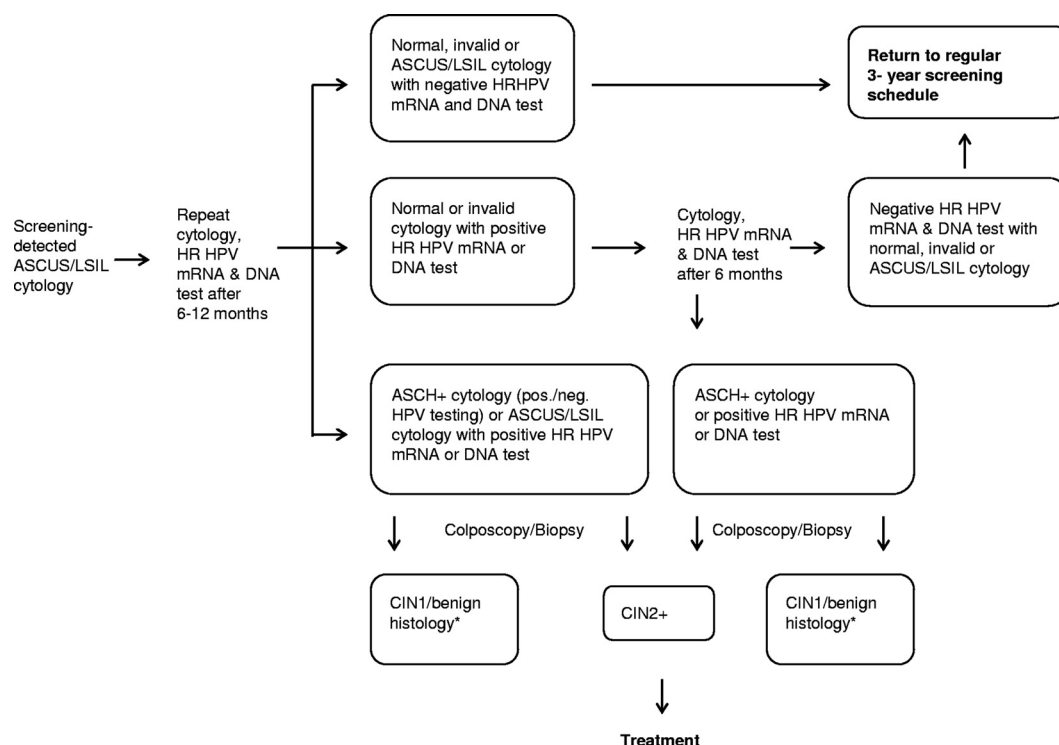 Normal, invalid or
ASCUS/LSIL cytology
with negative HRHPV
mRNA and DNA test
Return to regular
3- year screening
schedule
Screening-
detected
ASCUS/LSIL
cytology
Repeat
cytology,
HR HPV
mRNA & DNA
test after
6-12 months
Normal or invalid
cytology with positive
HR HPV mRNA or
DNA test
Cytology,
HR HPV mRNA
& DNA test
after 6 months
Negative HR HPV
mRNA & DNA test with
normal, invalid or
ASCUS/LSIL cytology
ASCH+ cytology (pos./neg.
HPV testing) or ASCUS/LSIL
cytology with positive HR HPV
mRNA or DNA test
ASCH+ cytology
or positive HR HPV mRNA
or DNA test
Colposcopy/Biopsy
Colposcopy/Biopsy
CIN1/benign
histology*
CIN2+
CIN1/benign
histology*
Treatment